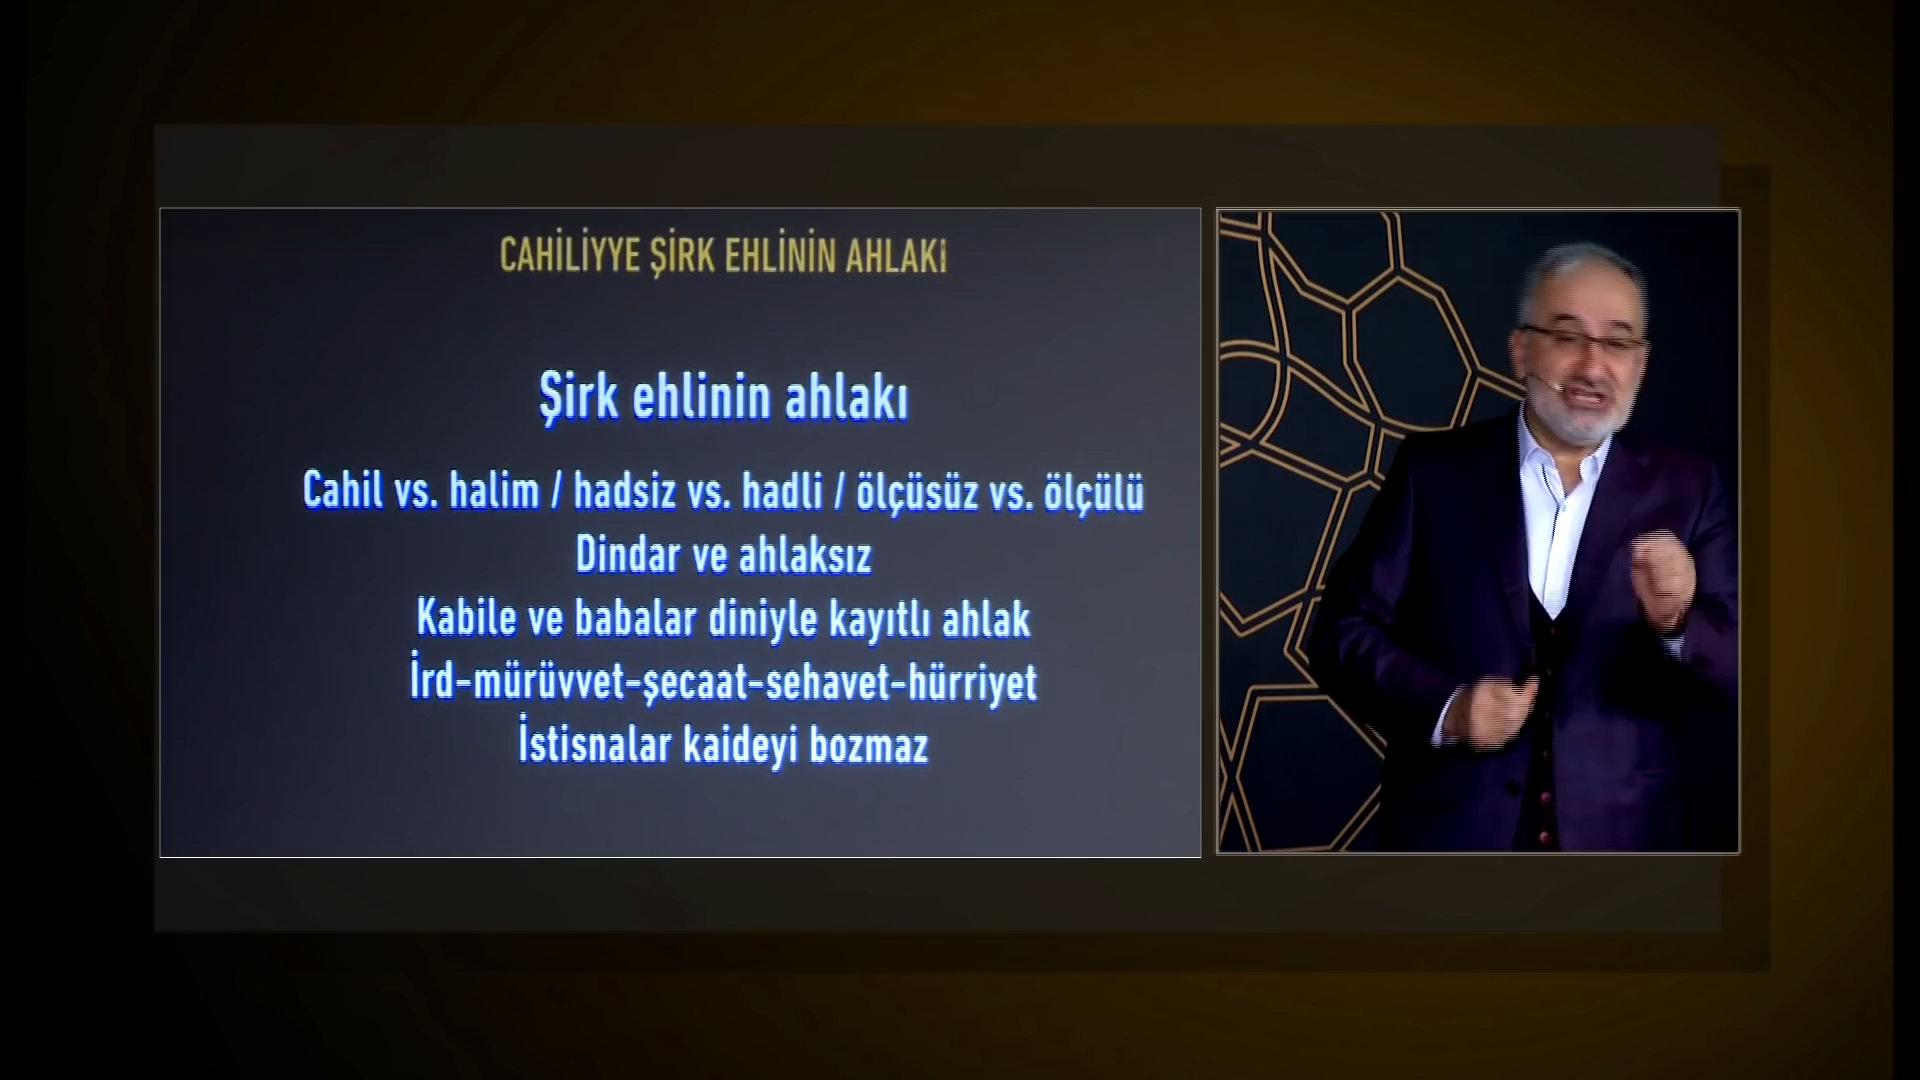 CAHİLİYYE ŞİRK EHLİNİN AHLAKI
Şirk ehlinin ahlakı
Cahil vs. halim / hadsiz vs. hadli / ölçüsüz vs. ölçülü
Dindar ve ahlaksız
Kabile ve babalar diniyle kayıtlı ahlak
İrd-mürüvvet-şecaat-sehavet-hürriyet
İstisnalar kaideyi bozmaz